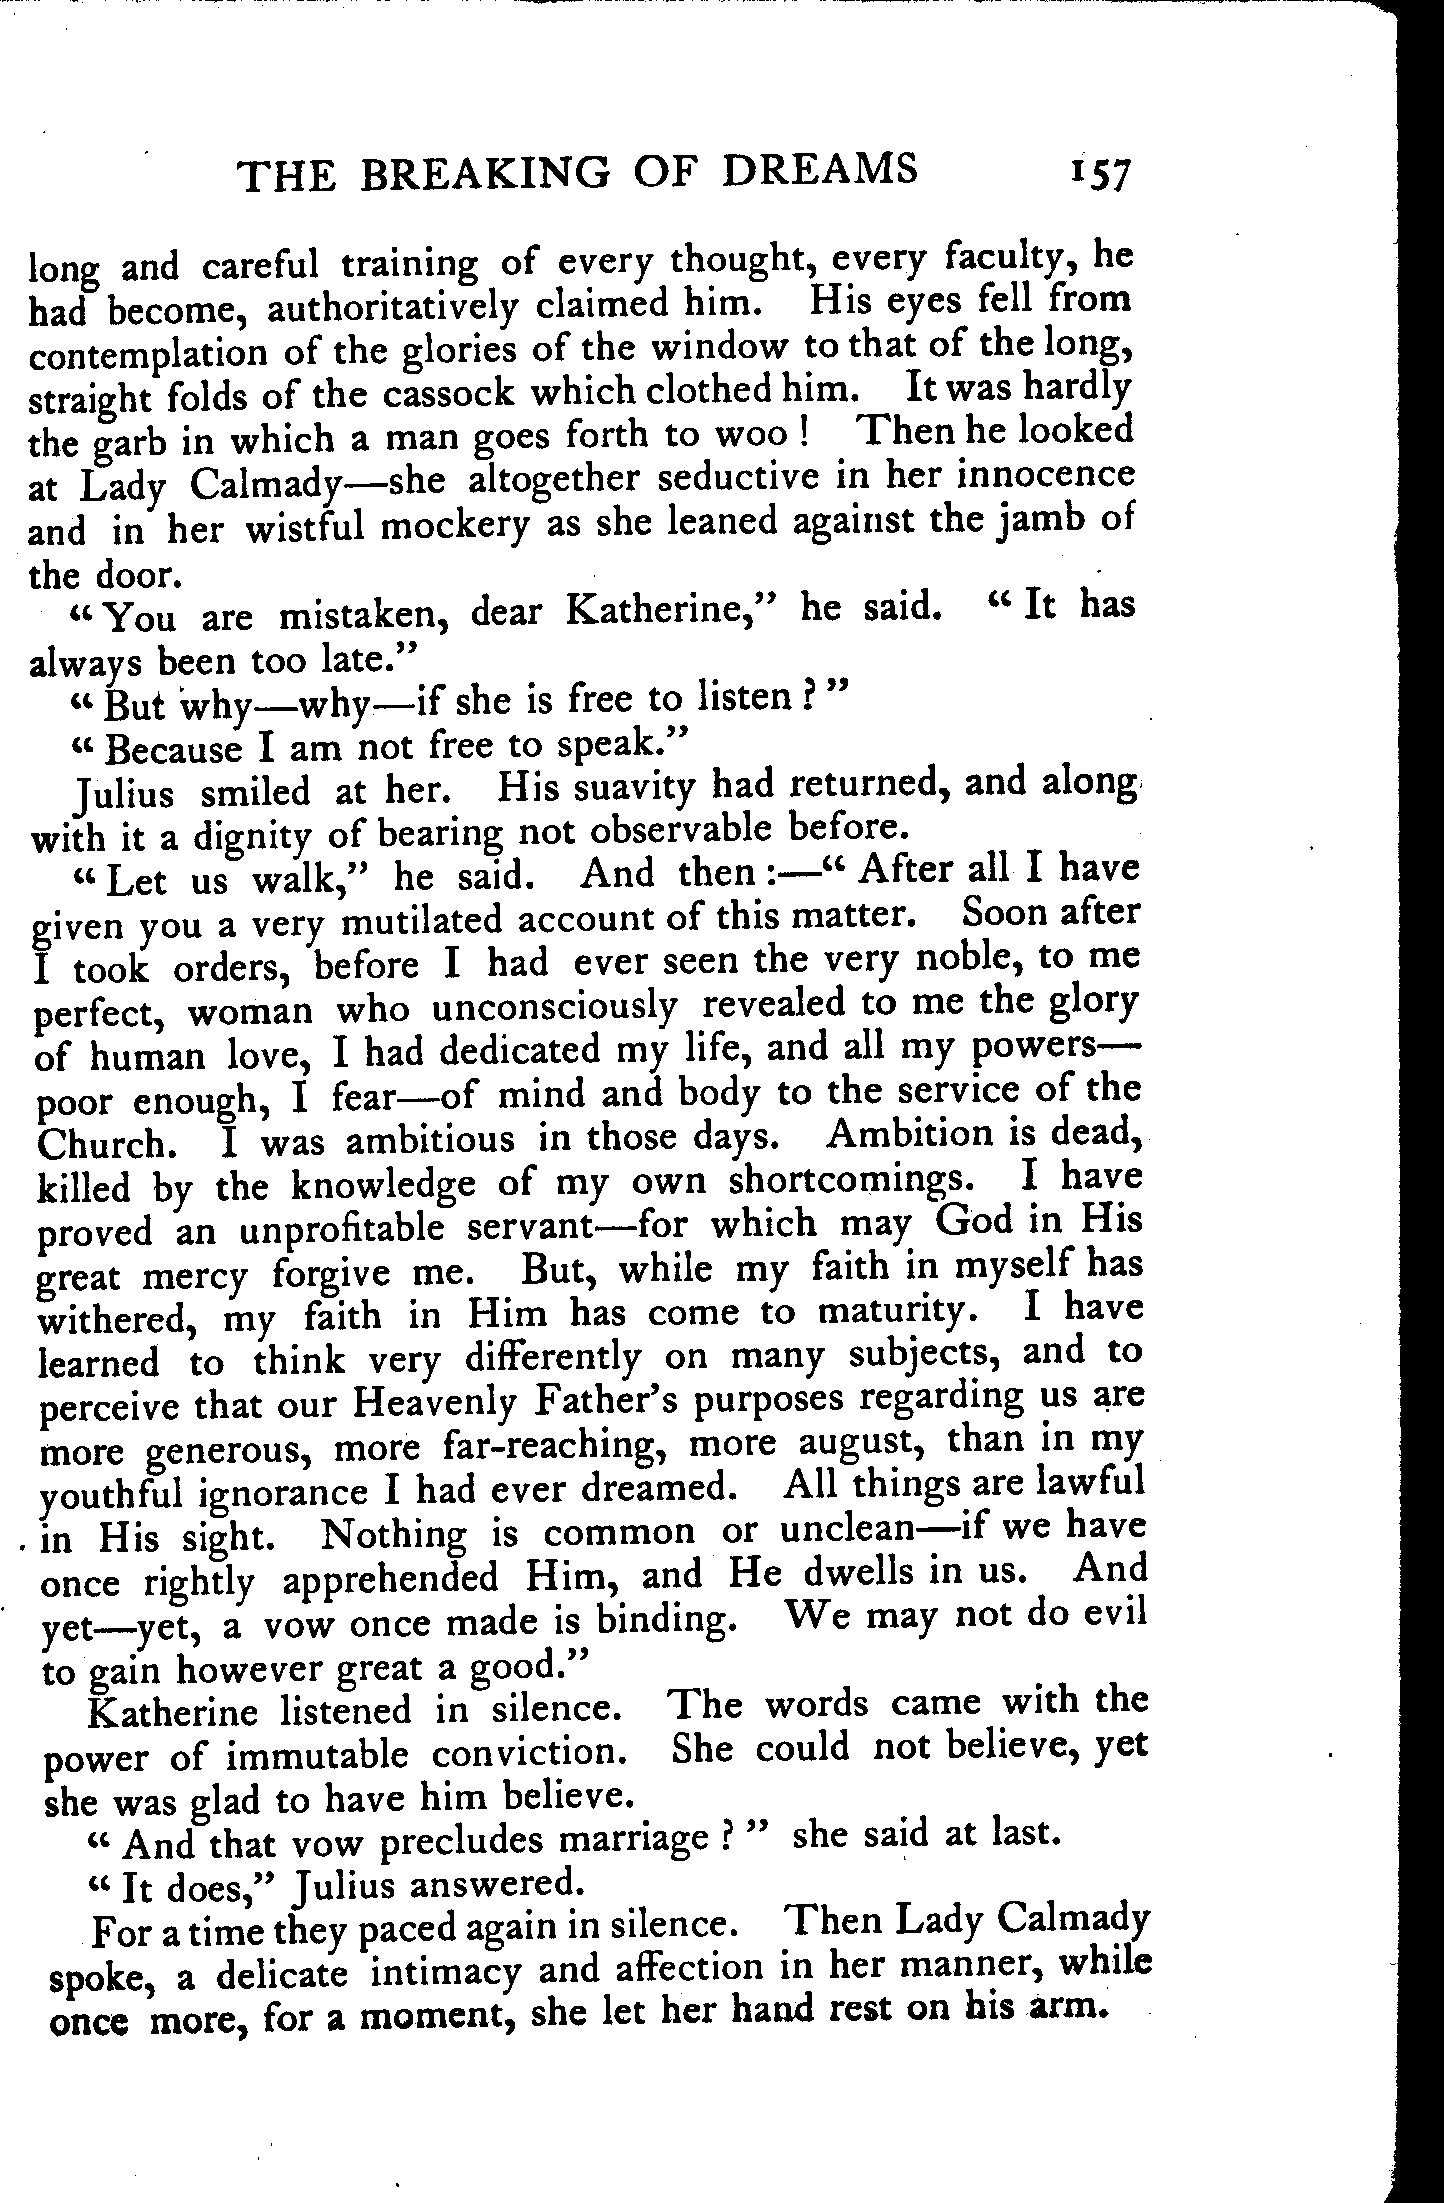 THE BREAKING OF DREAMS 157
long and careful training of every thought, every faculty, he
had become, authoritatively claimed him. His eyes fell from
contemplation of the glories of the window to that of the long,
straight folds of the cassock which clothed him. It was hardly
the garb in which a man goes forth to woo ! Then he looked
at Lady Calmady—she altogether seductive in her innocence
and in her wistful mockery as she leaned against the jamb of
the door.
“ You are mistaken, dear Katherine,” he said. “ It has
always been too late.”
“ But why—why—if she is free to listen ? ”
“ Because I am not free to speak.”
Julius smiled at her. His suavity had returned, and along
with it a dignity of bearing not observable before.
“ Let us walk,” he said. And then :—“ After all I have
given you a very mutilated account of this matter. Soon after
I took orders, before I had ever seen the very noble, to me
perfect, woman who unconsciously revealed to me the glory
of human love, I had dedicated my life, and all my powers—
poor enough, I fear—of mind and body to the service of the
Church. I was ambitious in those days. Ambition is dead,
killed by the knowledge of my own shortcomings. I have
proved an unprofitable servant—for which may God in His
great mercy forgive me. But, while my faith in myself has
withered, my faith in Him has come to maturity. I have
learned to think very differently on many subjects, and to
perceive that our Heavenly Father’s purposes regarding us are
more generous, more far-reaching, more august, than in my
youthful ignorance I had ever dreamed. All things are lawful
in His sight. Nothing is common or unclean—if we have
once rightly apprehended Him, and He dwells in us. And
yet—yet, a vow once made is binding. We may not do evil
to gain however great a good.”
Katherine listened in silence. The words came with the
power of immutable conviction. She could not believe, yet
she was glad to have him believe.
“ And that vow precludes marriage ? ” she said at last.
“ It does,” Julius answered.
For a time they paced again in silence. Then Lady Calmady
spoke, a delicate intimacy and affection in her manner, while
once more, for a moment, she let her hand rest on his arm.